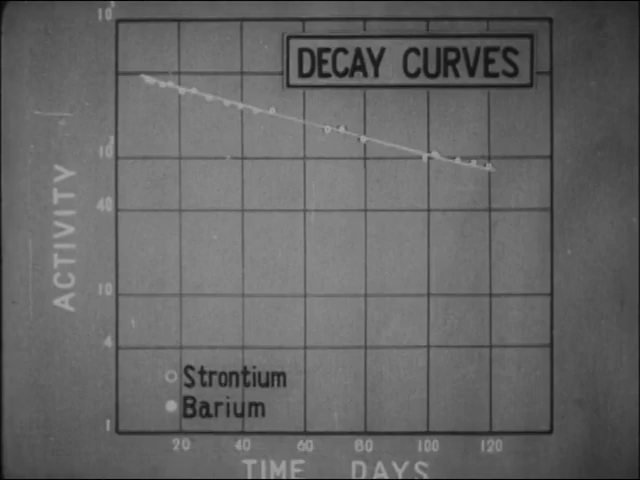 DECAY CURVES
ACTIVITY
40
10
4
1
Strontium
Barium
20 40 60 80 100 120
TIME DAYS